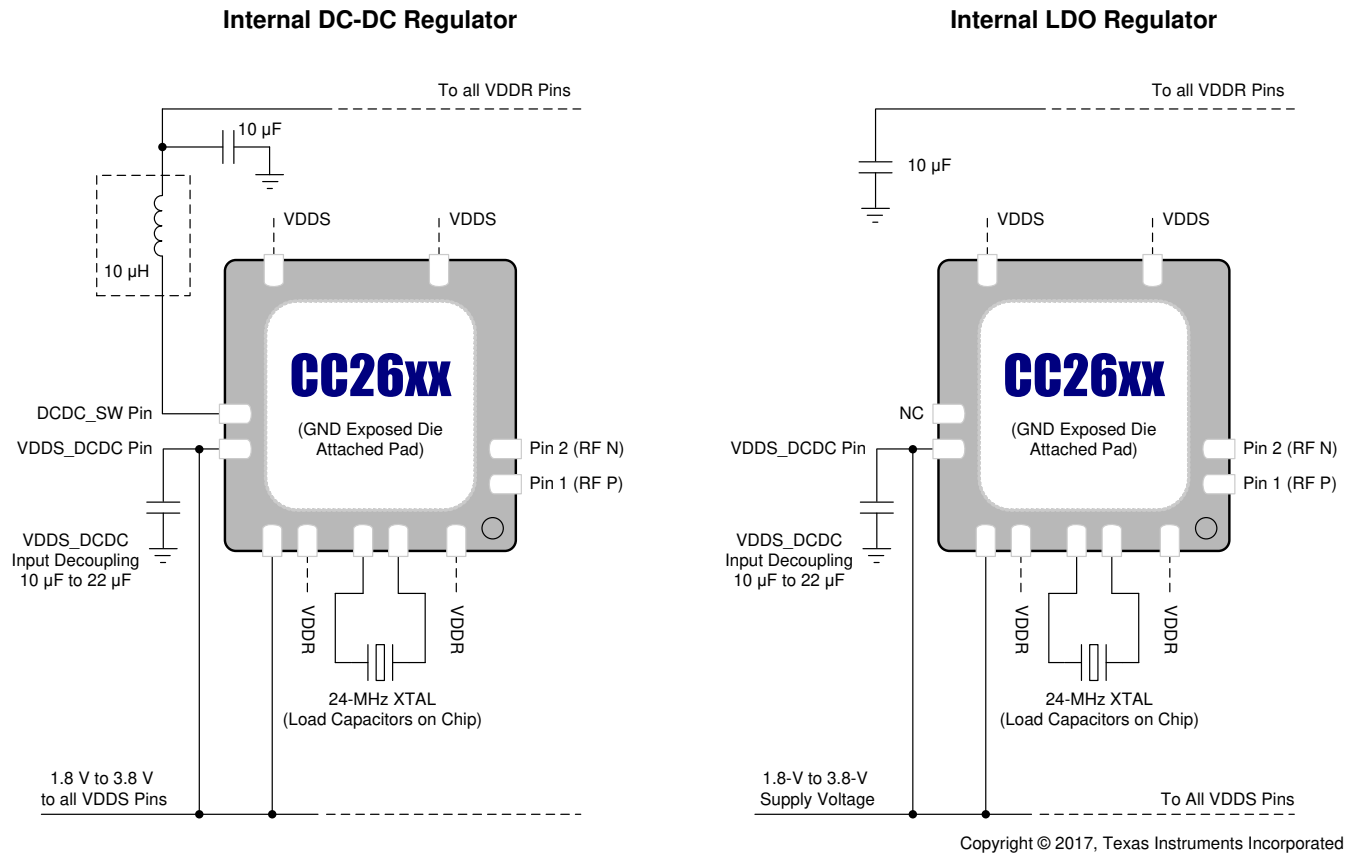 Internal DC-DC Regulator
To all VDDR Pins
10 µF
10 µH
VDDS
VDDS
CC26xx
(GND Exposed Die
Attached Pad)
DCDC_SW Pin
VDDS_DCDC Pin
Pin 2 (RF N)
Pin 1 (RF P)
VDDS_DCDC
Input Decoupling
10 µF to 22 µF
VDDR
VDDR
24-MHz XTAL
(Load Capacitors on Chip)
1.8 V to 3.8 V
to all VDDS Pins
Internal LDO Regulator
To all VDDR Pins
10 µF
VDDS
VDDS
CC26xx
(GND Exposed Die
Attached Pad)
NC
VDDS_DCDC Pin
Pin 2 (RF N)
Pin 1 (RF P)
VDDS_DCDC
Input Decoupling
10 µF to 22 µF
VDDR
VDDR
24-MHz XTAL
(Load Capacitors on Chip)
1.8-V to 3.8-V
Supply Voltage
To All VDDS Pins
Copyright © 2017, Texas Instruments Incorporated